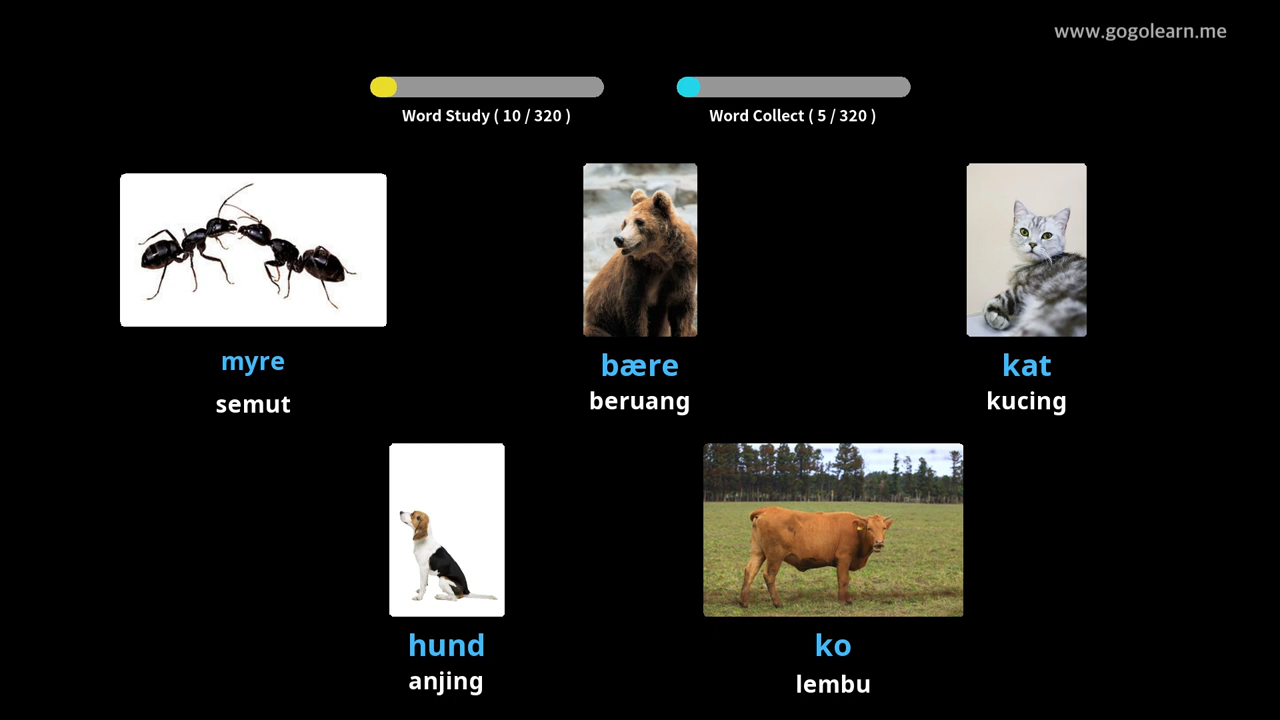 www.gogolearn.me
Word Study ( 10 / 320 )
Word Collect ( 5 / 320 )
myre
semut
bære
beruang
kat
kucing
hund
anjing
ko
lembu